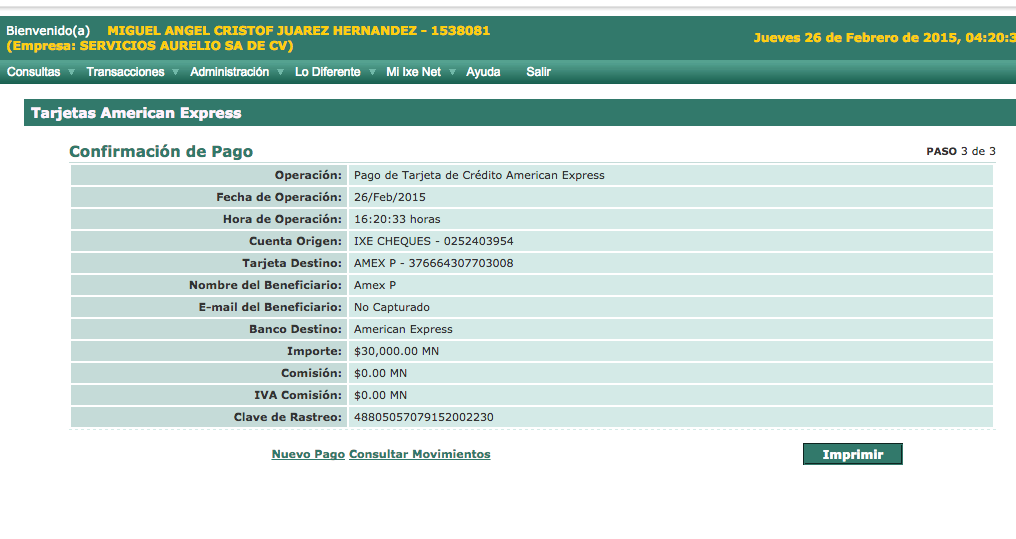 Bienvenido(a) MIGUEL ANGEL CRISTOF JUAREZ HERNANDEZ - 1538081
(Empresa: SERVICIOS AURELIO SA DE CV)
Jueves 26 de Febrero de 2015, 04:20:3
Consultas Transacciones Administración Lo Diferente Mi Ixe Net Ayuda Salir
Tarjetas American Express
Confirmación de Pago PASO 3 de 3
Operación: Pago de Tarjeta de Crédito American Express
Fecha de Operación: 26/Feb/2015
Hora de Operación: 16:20:33 horas
Cuenta Origen: IXE CHEQUES - 0252403954
Tarjeta Destino: AMEX P - 376664307703008
Nombre del Beneficiario: Amex P
E-mail del Beneficiario: No Capturado
Banco Destino: American Express
Importe: $30,000.00 MN
Comisión: $0.00 MN
IVA Comisión: $0.00 MN
Clave de Rastreo: 48805057079152002230
Nuevo Pago Consultar Movimientos Imprimir